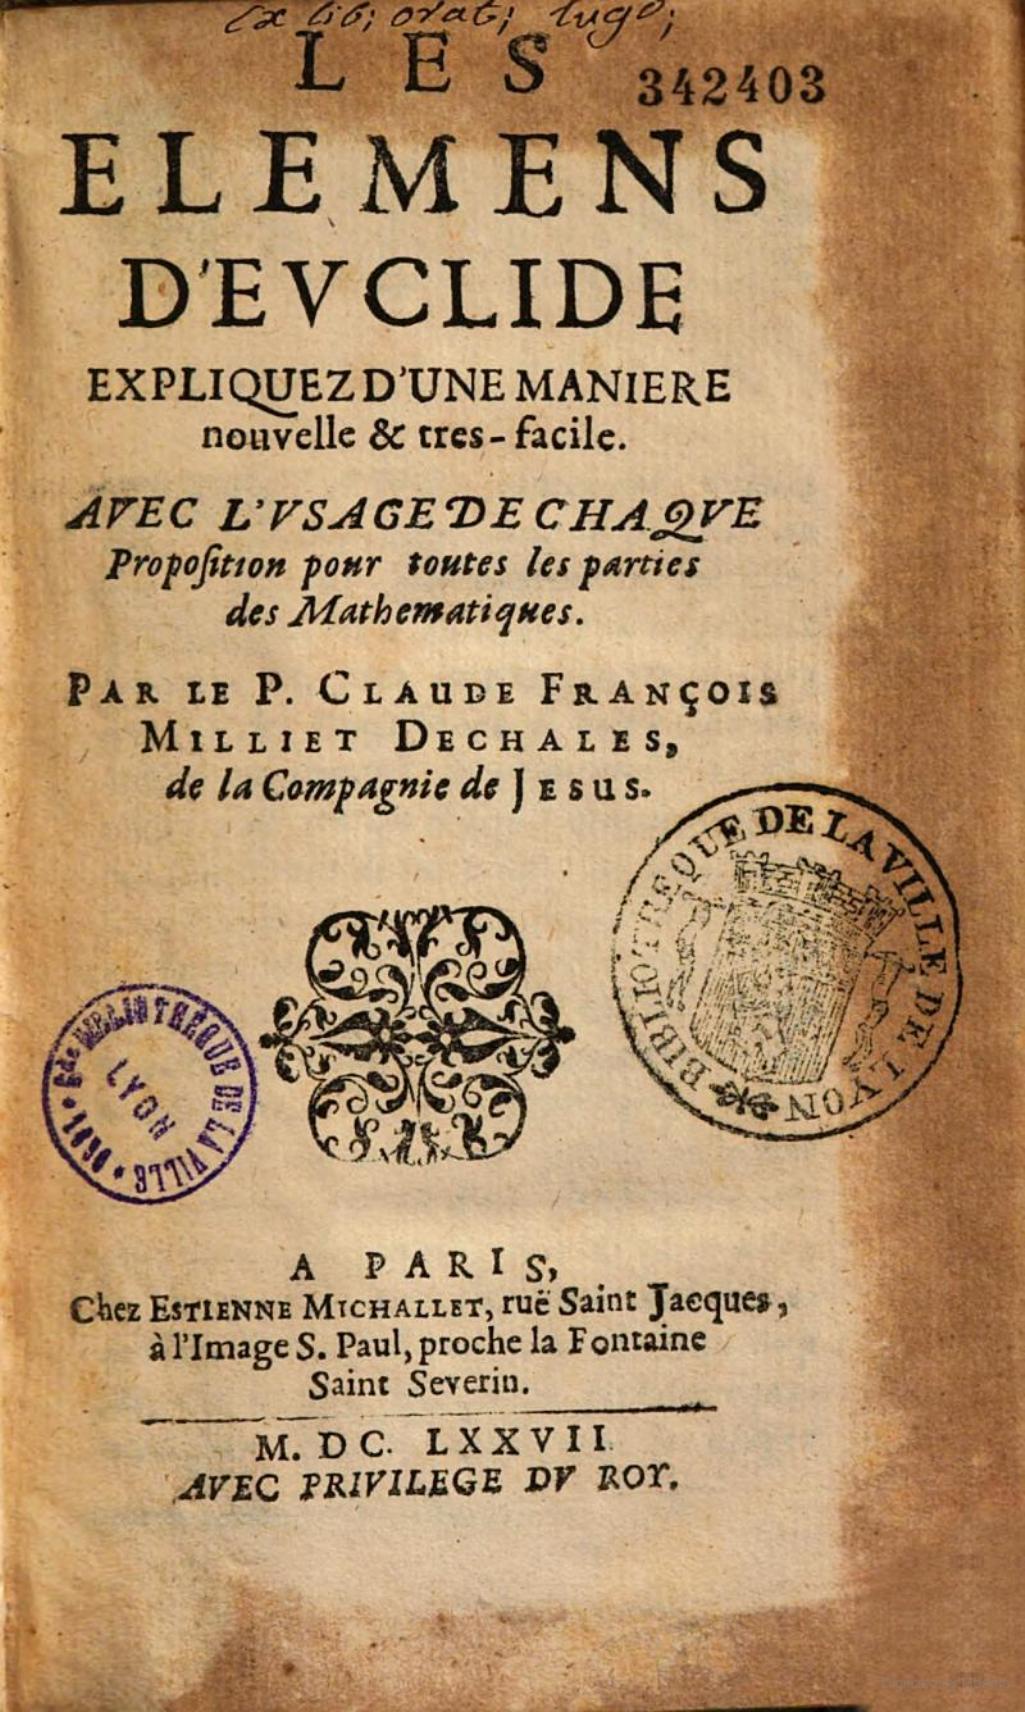 Ex lib; orat; lugd;
LES
342403
ELEMENS
D'EVCLIDE
EXPLIQUEZ D'UNE MANIERE
nouvelle & tres-facile.
AVEC L'VSAGE DE CHAQVE
Propoſition pour toutes les parties
des Mathematiques.
PAR LE P. CLAUDE FRANÇOIS
MILLIET DECHALES,
de la Compagnie de JESUS.
BIBLIOTHEQUE DE LA VILLE DE LYON
Gde BIBLIOTHEQUE DE LA VILLE
LYON
A PARIS,
Chez ESTIENNE MICHALLET, ruë Saint Jacques,
à l'Image S. Paul, proche la Fontaine
Saint Severin.
M. DC. LXXVII
AVEC PRIVILEGE DV ROY.